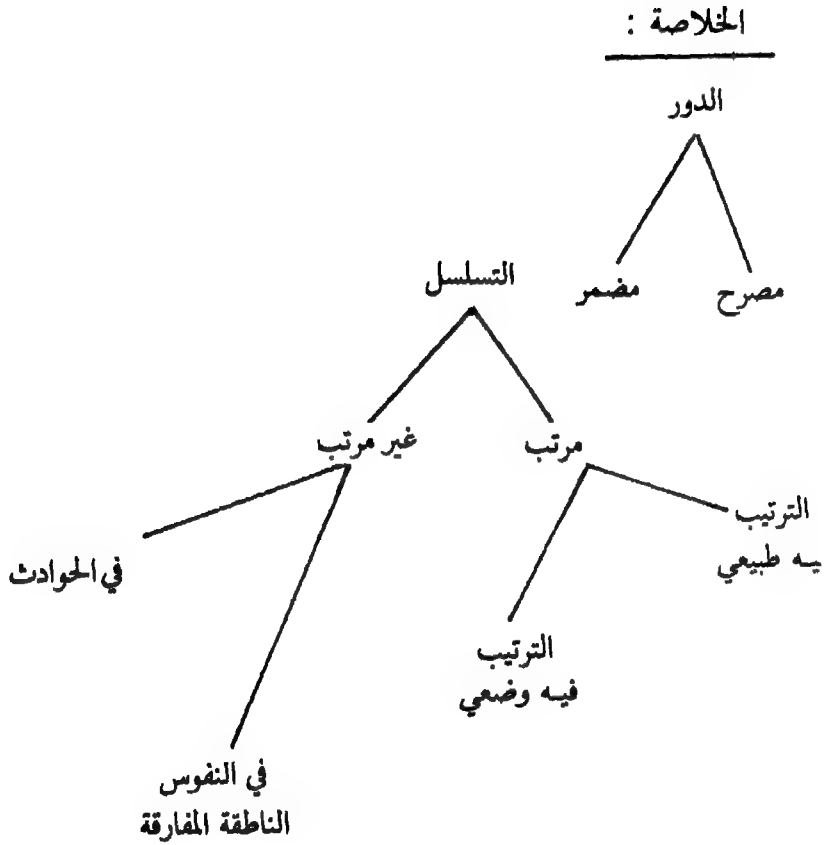 الخلاصة :
الدور
مصرح
مضمر
التسلسل
مرتب
غير مرتب
الترتيب
يه طبيعي
الترتيب
فيه وضعي
في الحوادث
في النفوس
الناطقة المفارقة